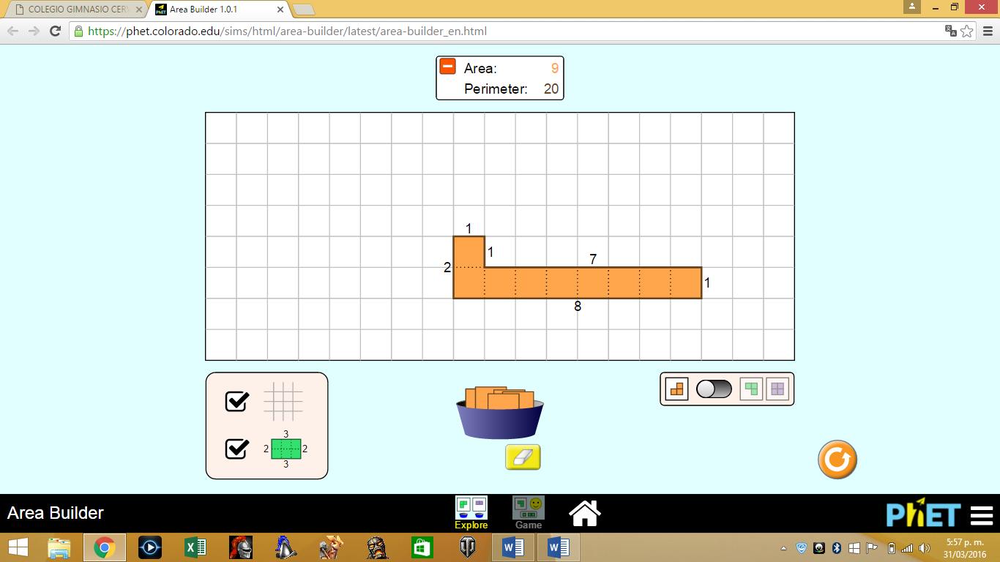 COLEGIO GIMNASIO CER
Area Builder 1.0.1
https://phet.colorado.edu/sims/html/area-builder/latest/area-builder_en.html
Area: 9
Perimeter: 20
1
1
7
2
1
8
3
2 2
3
Area Builder
Explore
Game
PhET
5:57 p. m.
31/03/2016